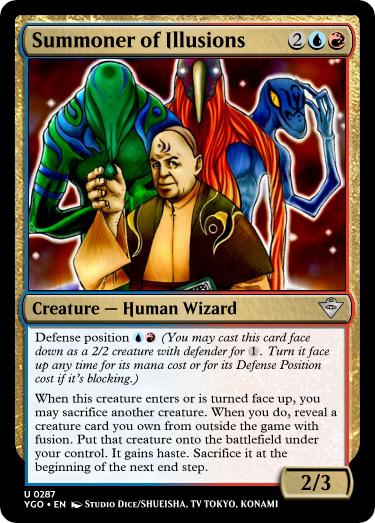 Summoner of Illusions 2
Creature — Human Wizard
Defense position (You may cast this card face
down as a 2/2 creature with defender for 1. Turn it face
up any time for its mana cost or for its Defense Position
cost if it's blocking.)
When this creature enters or is turned face up, you
may sacrifice another creature. When you do, reveal a
creature card you own from outside the game with
fusion. Put that creature onto the battlefield under
your control. It gains haste. Sacrifice it at the
beginning of the next end step.
2/3
U 0287
YGO • EN Studio Dice/SHUEISHA, TV TOKYO, KONAMI